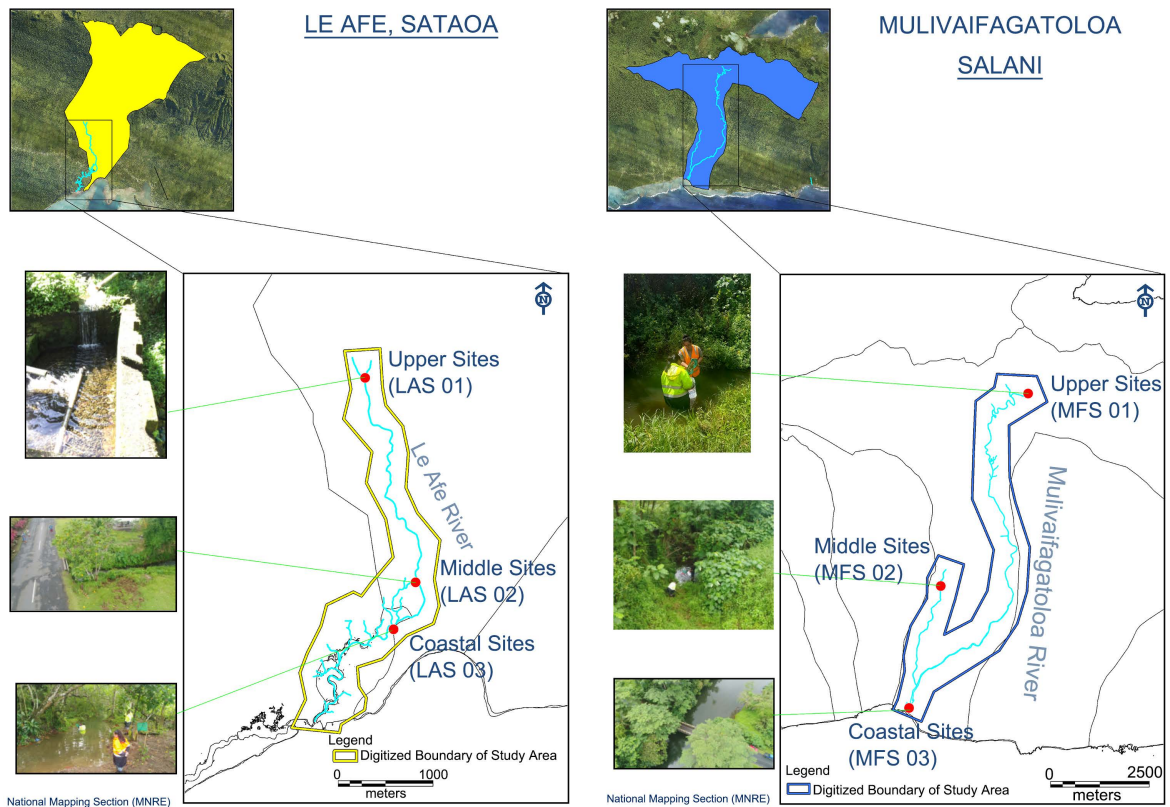 LE AFE, SATAOA
N
Upper Sites
(LAS 01)
Le Afe River
Middle Sites
(LAS 02)
Coastal Sites
(LAS 03)
Legend
Digitized Boundary of Study Area
0 1000
meters
National Mapping Section (MNRE)
MULIVAIFAGATOLOA
SALANI
N
Upper Sites
(MFS 01)
Mulivaifagatoloa River
Middle Sites
(MFS 02)
Coastal Sites
(MFS 03)
Legend
Digitized Boundary of Study Area
0 2500
meters
National Mapping Section (MNRE)